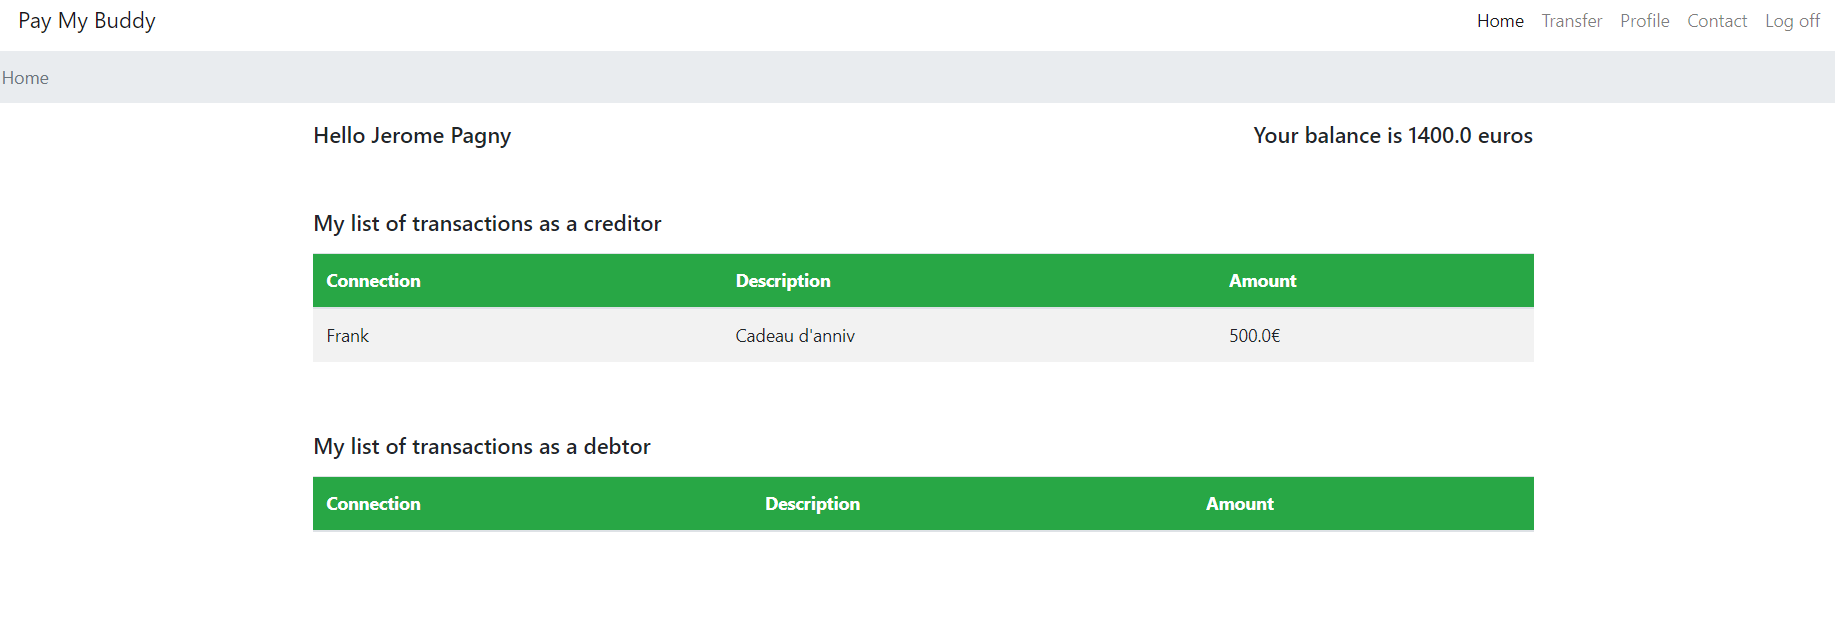 Pay My Buddy Home Transfer Profile Contact Log off
Home
Hello Jerome Pagny Your balance is 1400.0 euros
My list of transactions as a creditor
Connection Description Amount
Frank Cadeau d'anniv 500.0€
My list of transactions as a debtor
Connection Description Amount